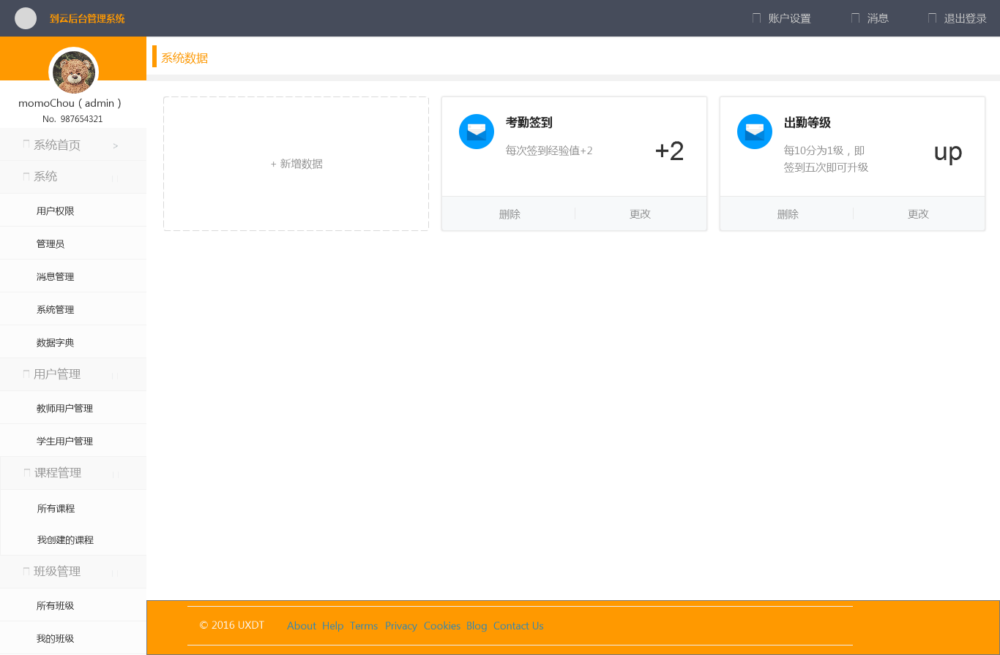 到云后台管理系统
账户设置
消息
退出登录
momoChou ( admin )
No. 987654321
系统首页 >
系统
用户权限
管理员
消息管理
系统管理
数据字典
用户管理
教师用户管理
学生用户管理
课程管理
所有课程
我创建的课程
班级管理
所有班级
我的班级
系统数据
+ 新增数据
考勤签到
每次签到经验值+2
+2
删除
更改
出勤等级
每10分为1级，即
签到五次即可升级
up
删除
更改
© 2016 UXDT About Help Terms Privacy Cookies Blog Contact Us